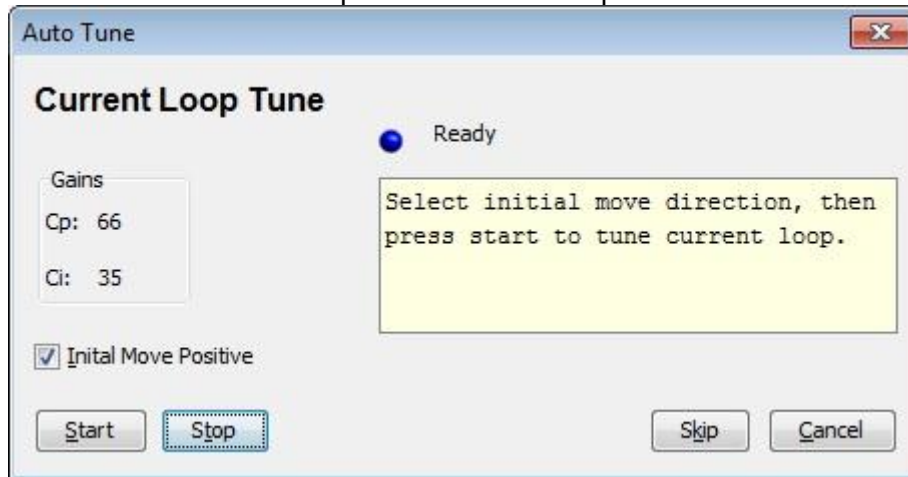 Auto Tune
Current Loop Tune
Ready
Gains
Cp: 66
Ci: 35
Select initial move direction, then
press start to tune current loop.
Inital Move Positive
Start Stop Skip Cancel